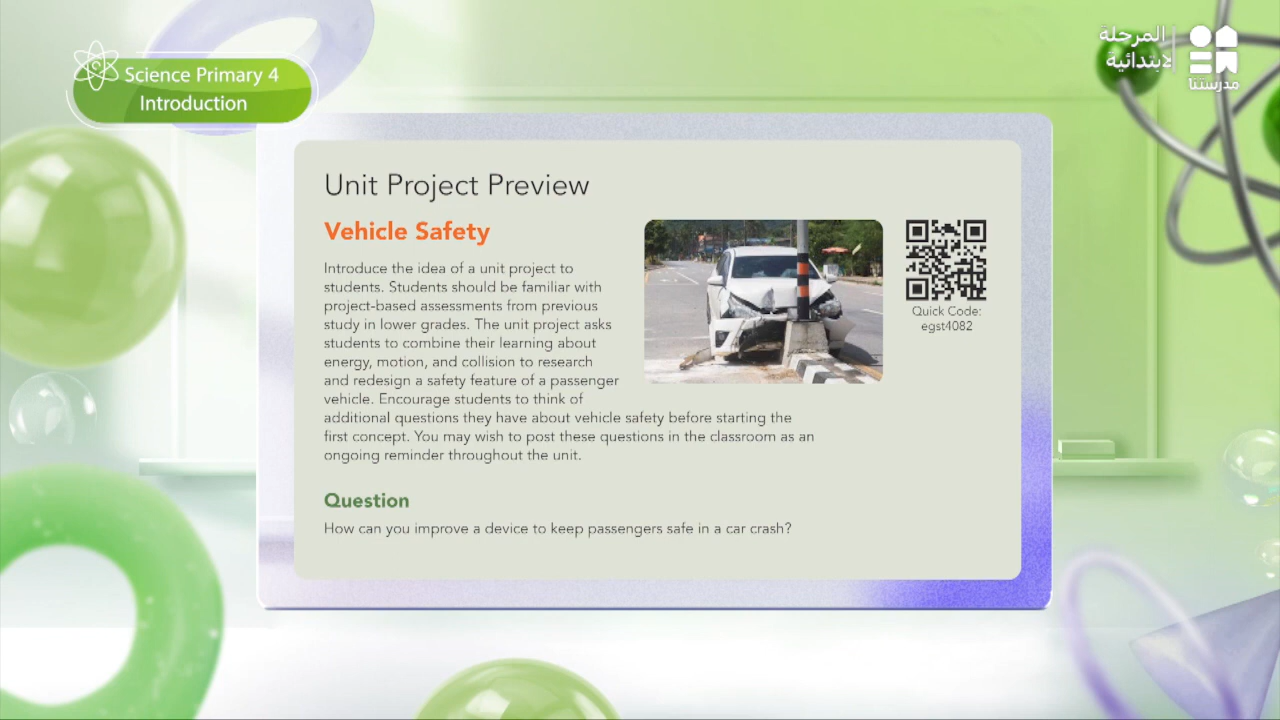 Science Primary 4
Introduction
المرحلة
الابتدائية
مدرستنا
Unit Project Preview
Vehicle Safety
Introduce the idea of a unit project to
students. Students should be familiar with
project-based assessments from previous
study in lower grades. The unit project asks
students to combine their learning about
energy, motion, and collision to research
and redesign a safety feature of a passenger
vehicle. Encourage students to think of
additional questions they have about vehicle safety before starting the
first concept. You may wish to post these questions in the classroom as an
ongoing reminder throughout the unit.
Quick Code:
egst4082
Question
How can you improve a device to keep passengers safe in a car crash?